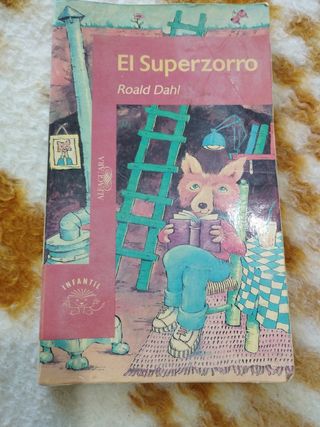 El Superzorro
Roald Dahl
ALFAGUARA
INFANTIL